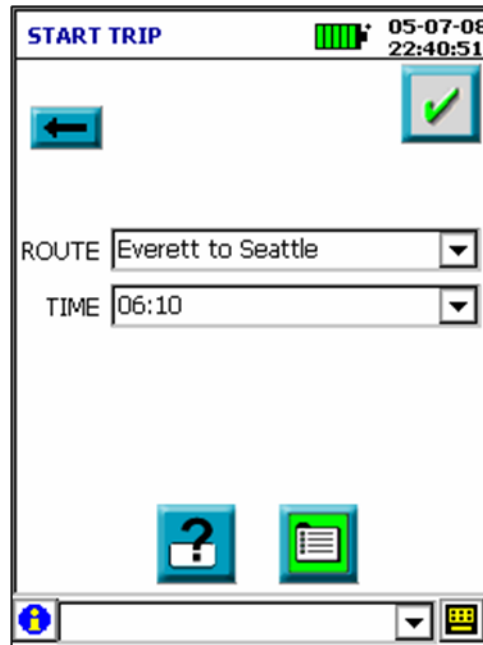 START TRIP
05-07-08
22:40:51
ROUTE Everett to Seattle
TIME 06:10
?